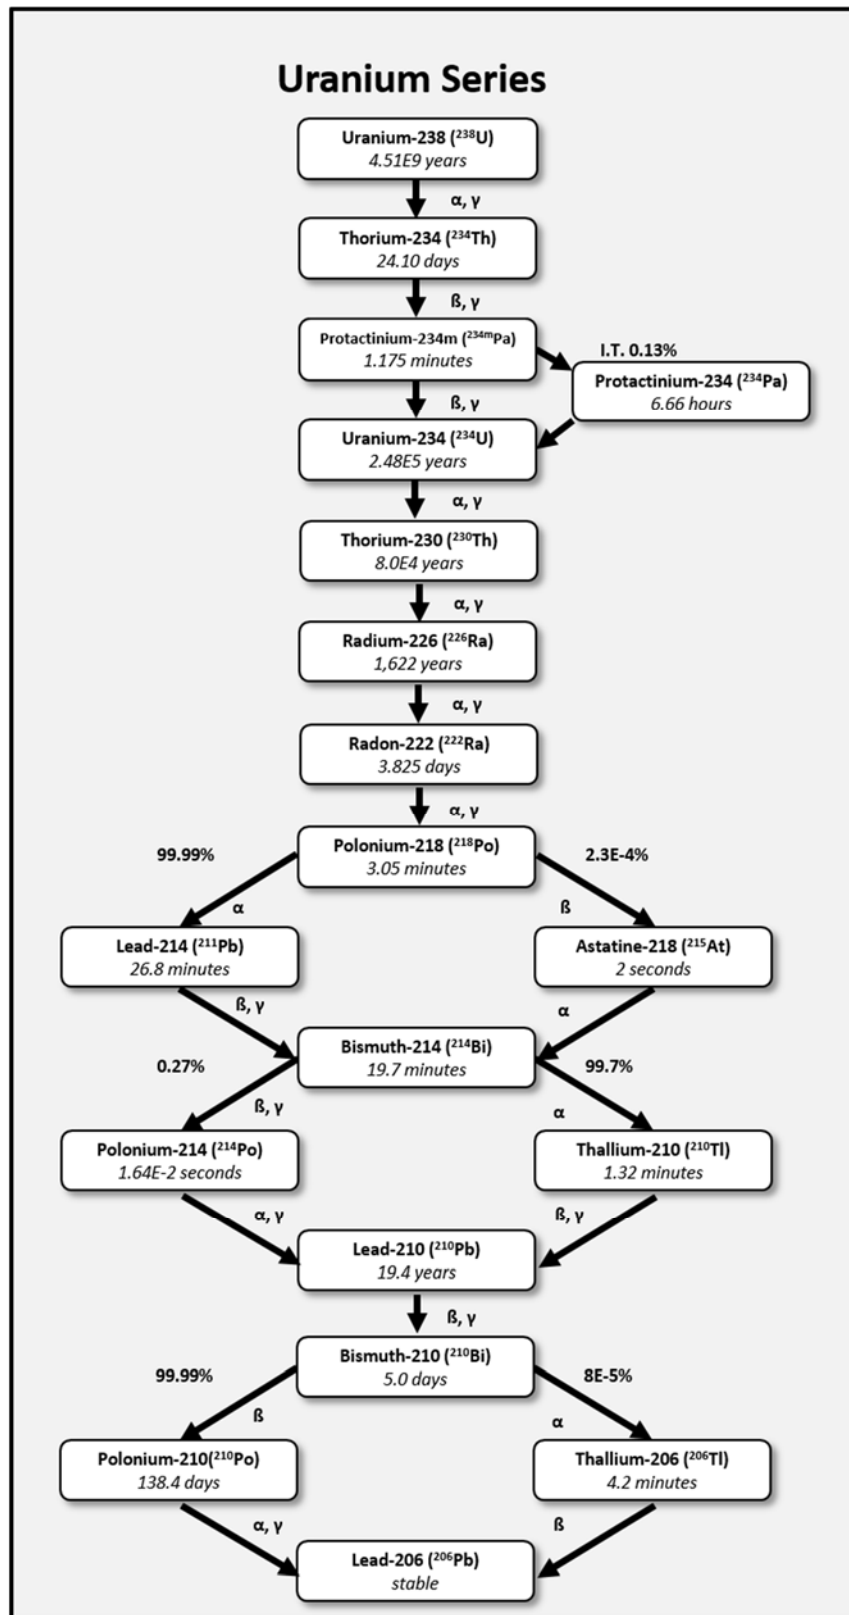 Uranium Series
Uranium-238 (²³⁸U)
4.51E9 years
α, γ
Thorium-234 (²³⁴Th)
24.10 days
ß, γ
Protactinium-234m (²³⁴ᵐPa)
1.175 minutes
I.T. 0.13%
Protactinium-234 (²³⁴Pa)
6.66 hours
ß, γ
Uranium-234 (²³⁴U)
2.48E5 years
α, γ
Thorium-230 (²³⁰Th)
8.0E4 years
α, γ
Radium-226 (²²⁶Ra)
1,622 years
α, γ
Radon-222 (²²²Ra)
3.825 days
α, γ
Polonium-218 (²¹⁸Po)
3.05 minutes
99.99%
2.3E-4%
α
ß
Lead-214 (²¹¹Pb)
26.8 minutes
Astatine-218 (²¹⁵At)
2 seconds
ß, γ
α
Bismuth-214 (²¹⁴Bi)
19.7 minutes
0.27%
99.7%
ß, γ
α
Polonium-214 (²¹⁴Po)
1.64E-2 seconds
Thallium-210 (²¹⁰Tl)
1.32 minutes
α, γ
ß, γ
Lead-210 (²¹⁰Pb)
19.4 years
ß, γ
Bismuth-210 (²¹⁰Bi)
5.0 days
99.99%
8E-5%
ß
α
Polonium-210(²¹⁰Po)
138.4 days
Thallium-206 (²⁰⁶Tl)
4.2 minutes
α, γ
ß
Lead-206 (²⁰⁶Pb)
stable